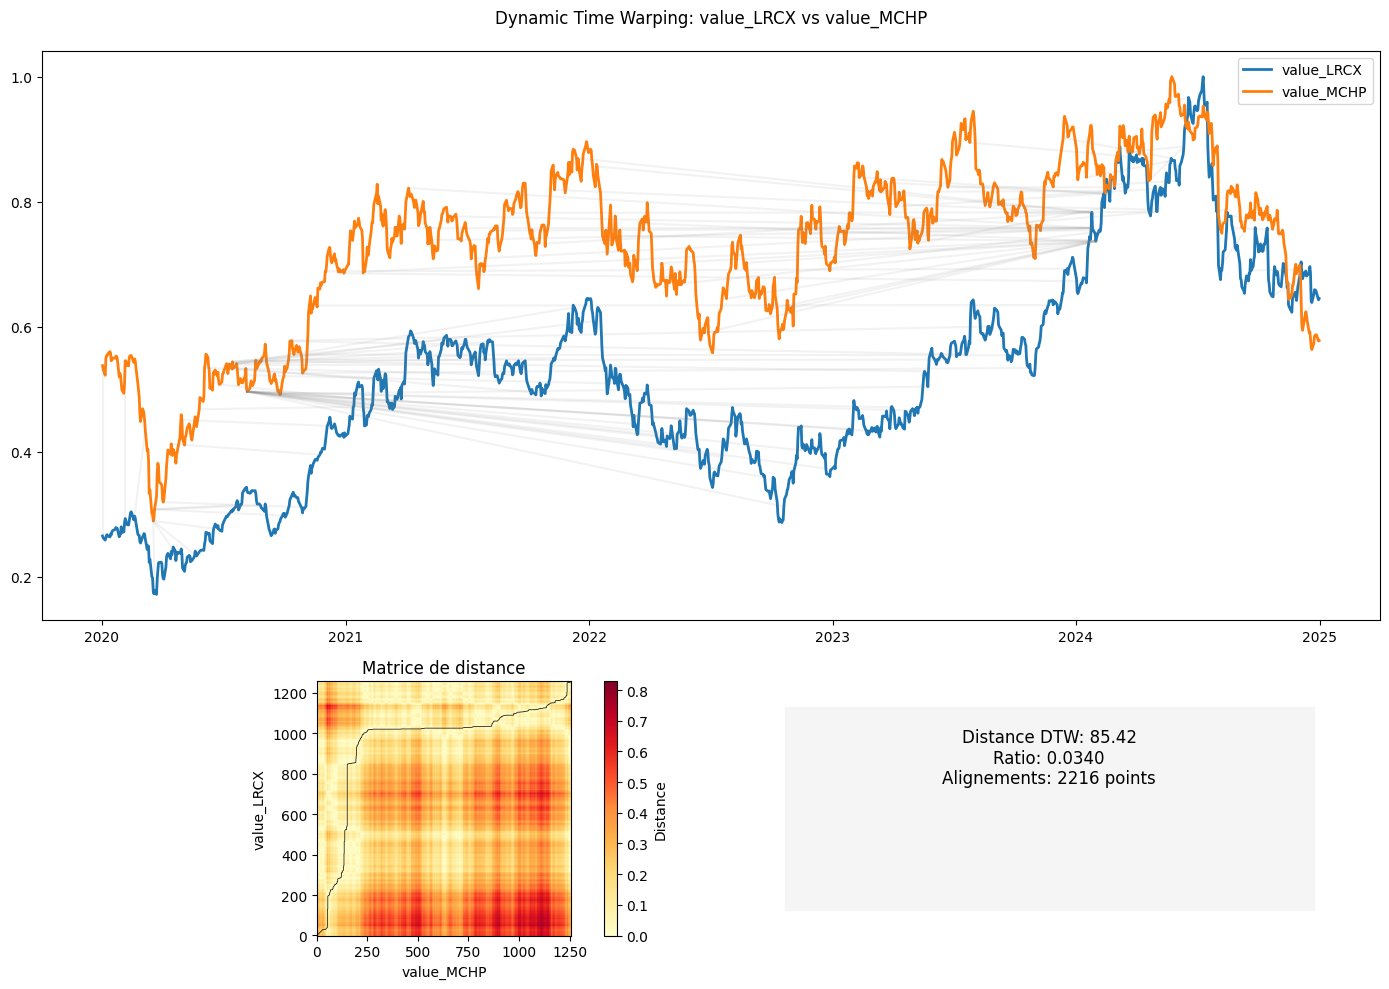 Dynamic Time Warping: value_LRCX vs value_MCHP
value_LRCX
value_MCHP
1.0
0.8
0.6
0.4
0.2
2020 2021 2022 2023 2024 2025
Matrice de distance
value_LRCX
1200
1000
800
600
400
200
0
0 250 500 750 1000 1250
value_MCHP
0.8
0.7
0.6
0.5
0.4
0.3
0.2
0.1
0.0
Distance
Distance DTW: 85.42
Ratio: 0.0340
Alignements: 2216 points